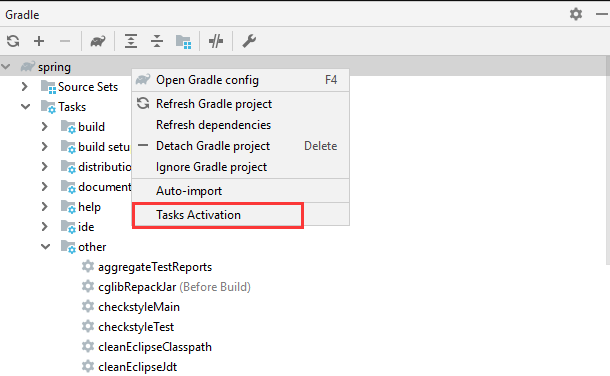 Gradle
spring
Source Sets
Tasks
build
build setu
distributio
document
help
ide
other
aggregateTestReports
cglibRepackJar (Before Build)
checkstyleMain
checkstyleTest
cleanEclipseClasspath
cleanEclipseJdt
Open Gradle config F4
Refresh Gradle project
Refresh dependencies
Detach Gradle project Delete
Ignore Gradle project
Auto-import
Tasks Activation